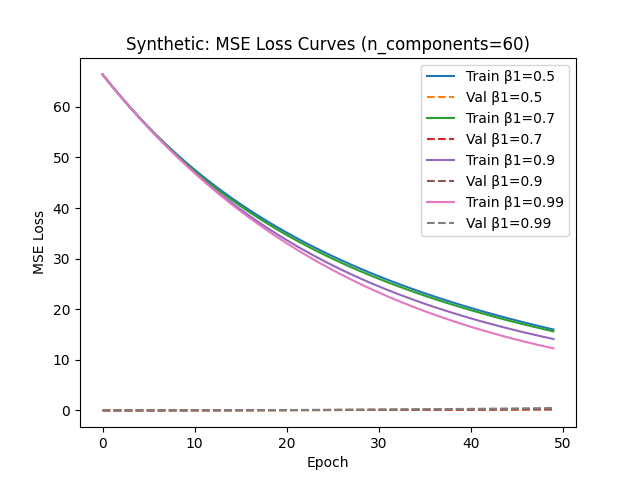 Synthetic: MSE Loss Curves (n_components=60)
Train β1=0.5
Val β1=0.5
Train β1=0.7
Val β1=0.7
Train β1=0.9
Val β1=0.9
Train β1=0.99
Val β1=0.99
MSE Loss
60
50
40
30
20
10
0
0 10 20 30 40 50
Epoch